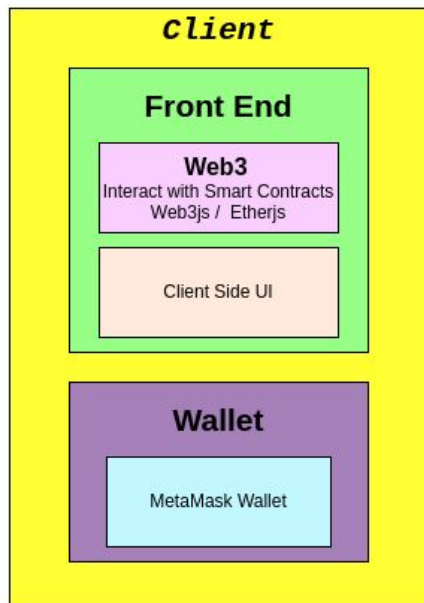 Client
Front End
Web3
Interact with Smart Contracts
Web3js / Etherjs
Client Side UI
Wallet
MetaMask Wallet